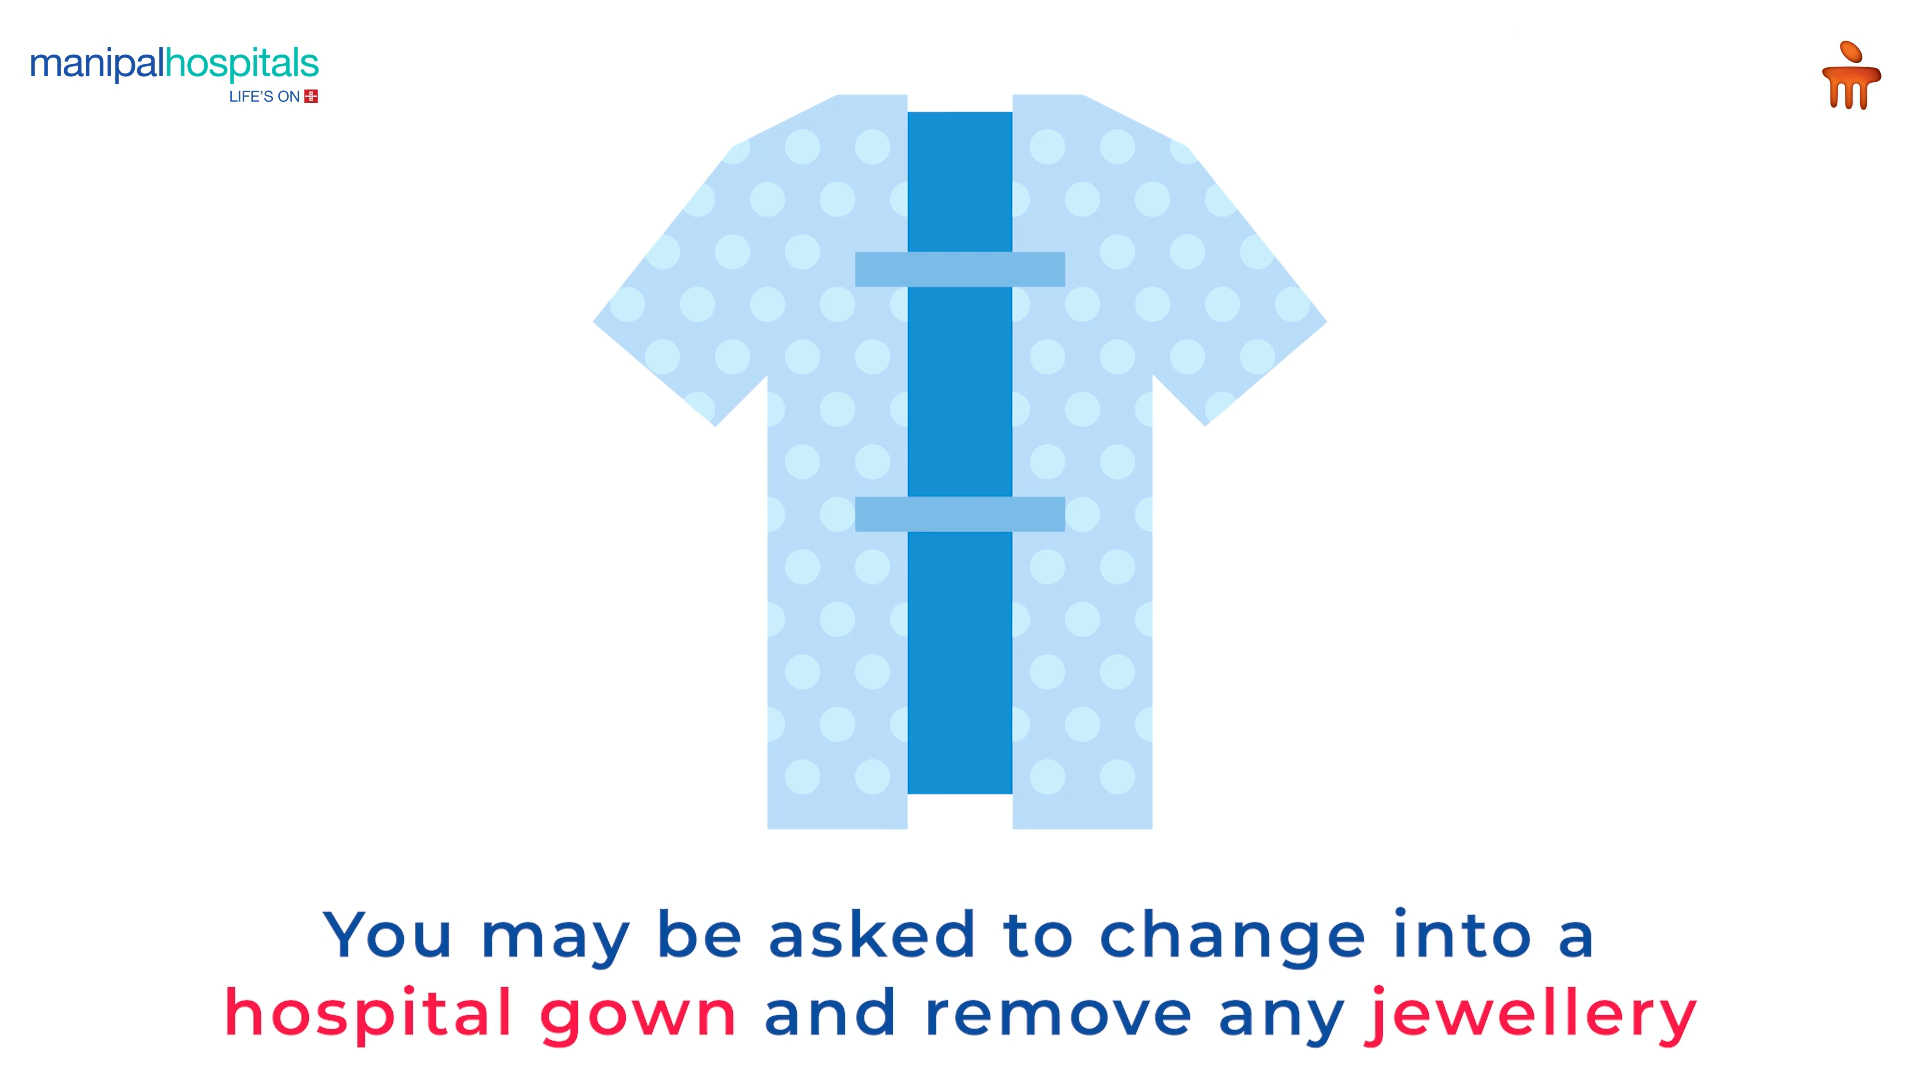 manipalhospitals
LIFE'S ON
You may be asked to change into a
hospital gown and remove any jewellery